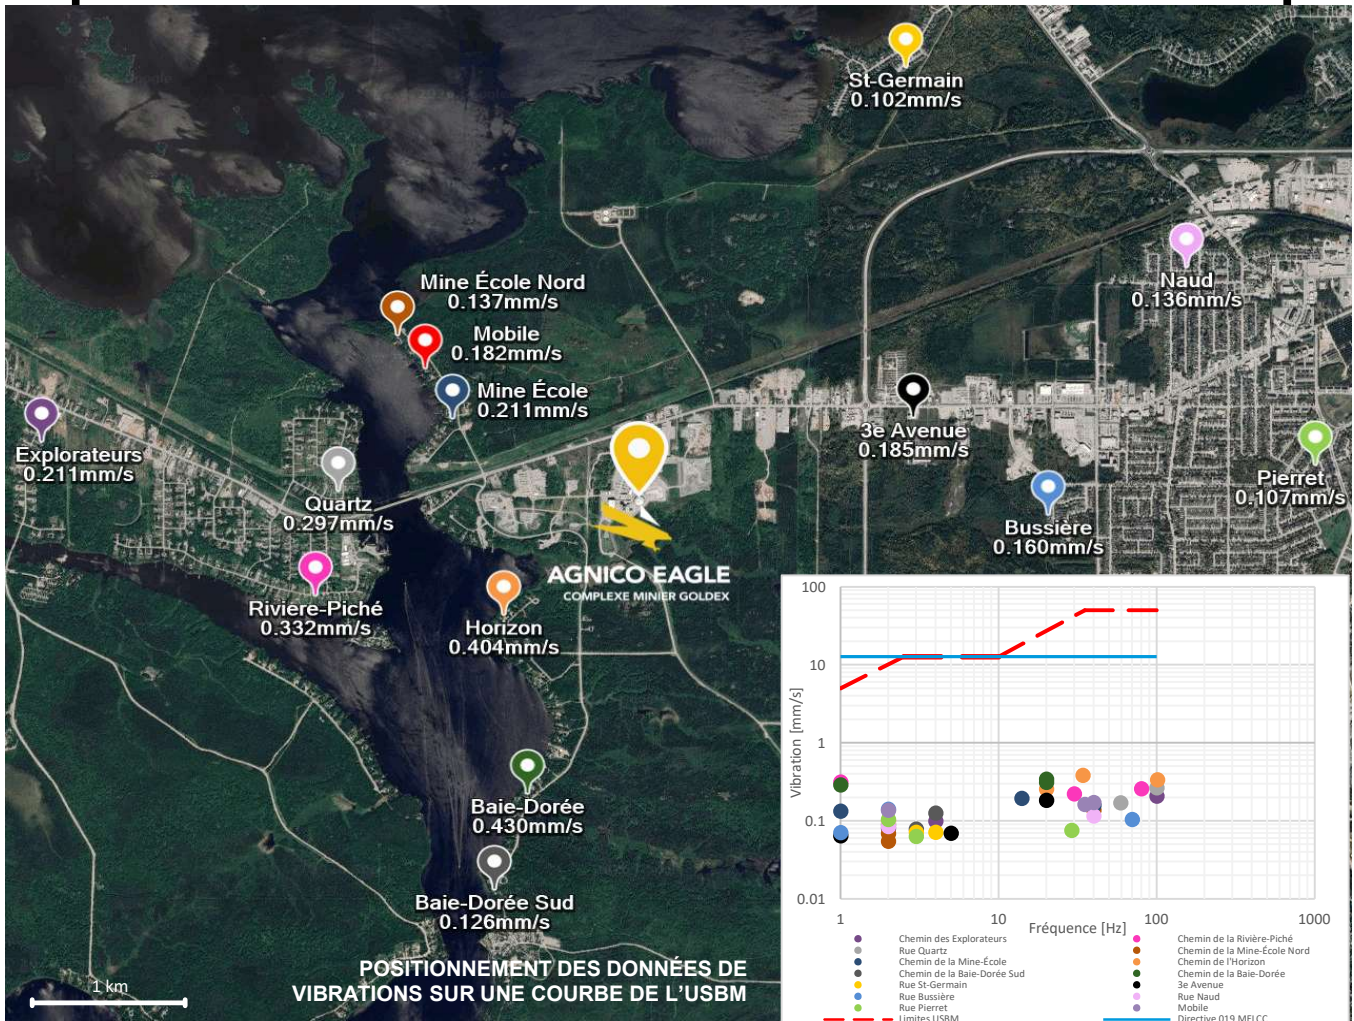 St-Germain
0.102mm/s
Naud
0.136mm/s
Mine École Nord
0.137mm/s
Mobile
0.182mm/s
Mine École
0.211mm/s
3e Avenue
0.185mm/s
Explorateurs
0.211mm/s
Quartz
0.297mm/s
Pierret
0.107mm/s
Bussière
0.160mm/s
AGNICO EAGLE
COMPLEXE MINIER GOLDEX
Riviere-Piché
0.332mm/s
Horizon
0.404mm/s
Baie-Dorée
0.430mm/s
Baie-Dorée Sud
0.126mm/s
1 km
POSITIONNEMENT DES DONNÉES DE
VIBRATIONS SUR UNE COURBE DE L'USBM
Vibration [mm/s]
100
10
1
0.1
0.01
1
10
100
1000
Fréquence [Hz]
Chemin des Explorateurs
Chemin de la Rivière-Piché
Rue Quartz
Chemin de la Mine-École Nord
Chemin de la Mine-École
Chemin de l'Horizon
Chemin de la Baie-Dorée Sud
Chemin de la Baie-Dorée
Rue St-Germain
3e Avenue
Rue Bussière
Rue Naud
Rue Pierret
Mobile
Limites USBM
Directive 019 MELCC